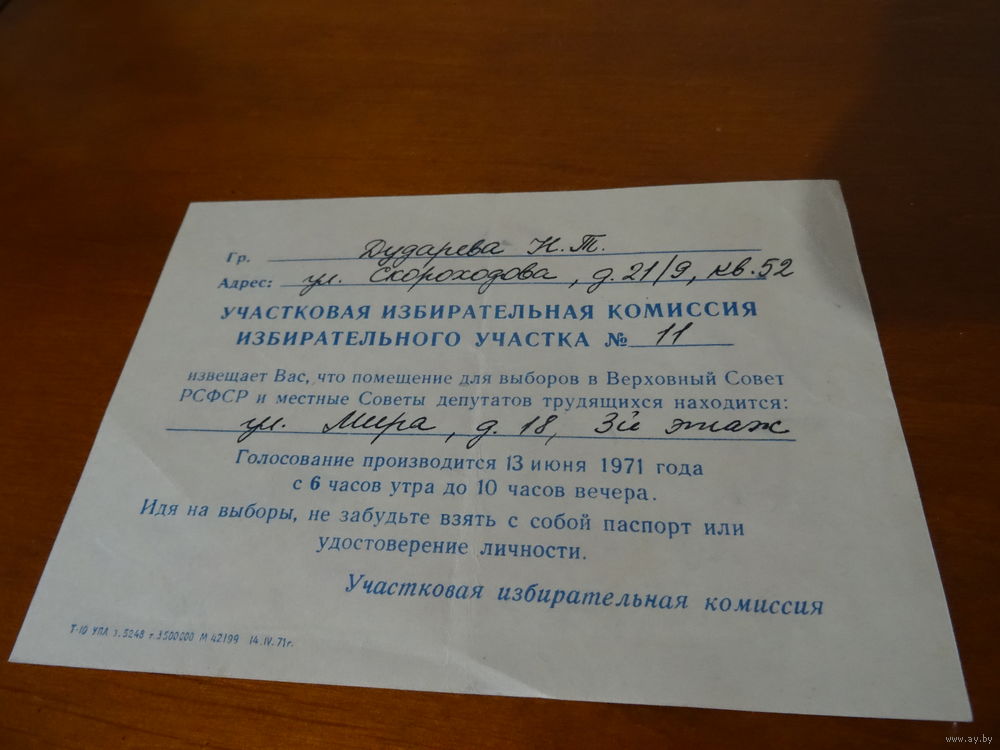 Гр. Дударева Н.Т.
Адрес: ул. Скороходова, д.21/9, кв.52
УЧАСТКОВАЯ ИЗБИРАТЕЛЬНАЯ КОМИССИЯ
ИЗБИРАТЕЛЬНОГО УЧАСТКА № 11
извещает Вас, что помещение для выборов в Верховный Совет
РСФСР и местные Советы депутатов трудящихся находится:
ул. Мира, д. 18, 3й этаж
Голосование производится 13 июня 1971 года
с 6 часов утра до 10 часов вечера.
Идя на выборы, не забудьте взять с собой паспорт или
удостоверение личности.
Участковая избирательная комиссия
Т-10 УПЛ з.5248 т.3500000 М 42199 14.IV.71г.
www.ay.by